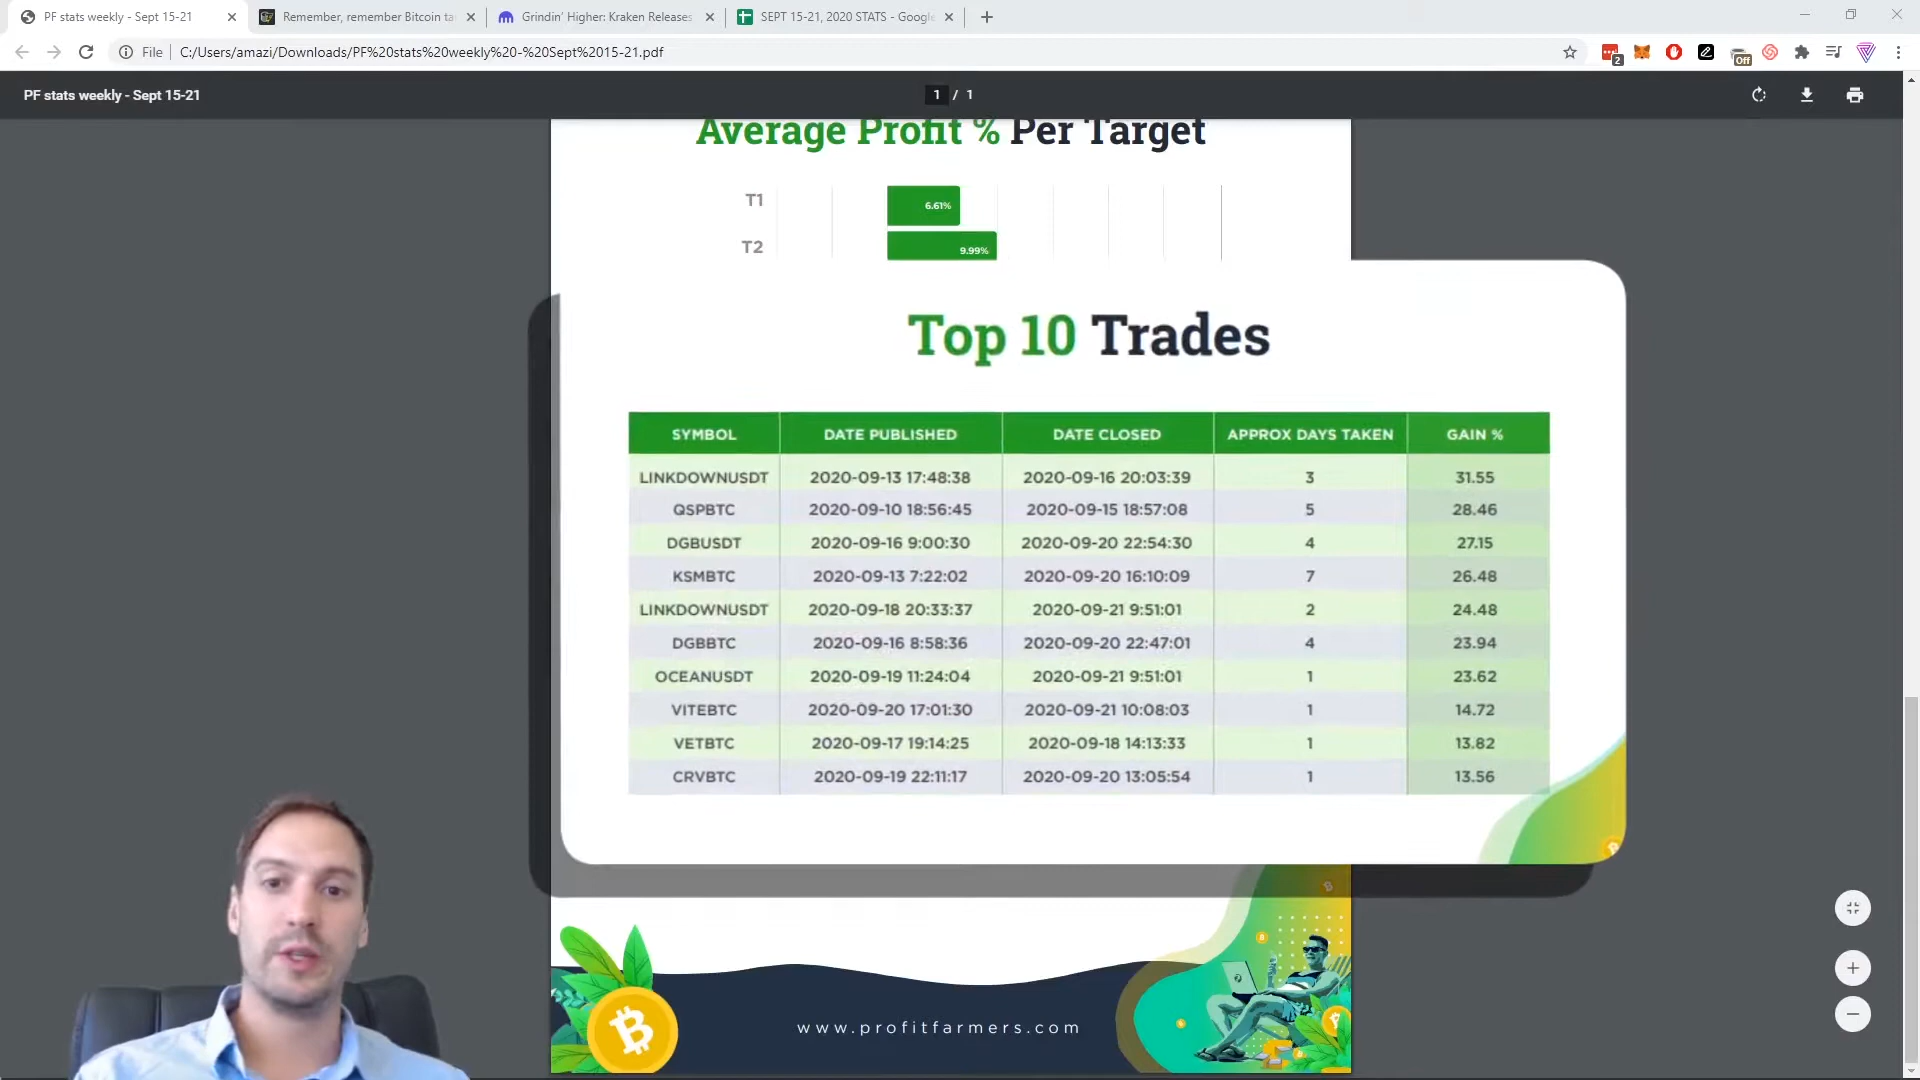 PF stats weekly - Sept 15-21
Remember, remember Bitcoin ta
Grindin' Higher: Kraken Releases
SEPT 15-21, 2020 STATS - Google
File
C:/Users/amazi/Downloads/PF%20stats%20weekly%20-%20Sept%2015-21.pdf
2
Off
PF stats weekly - Sept 15-21
1 / 1
Average Profit % Per Target
T1
6.61%
T2
9.99%
Top 10 Trades
SYMBOL DATE PUBLISHED DATE CLOSED APPROX DAYS TAKEN GAIN %
LINKDOWNUSDT 2020-09-13 17:48:38 2020-09-16 20:03:39 3 31.55
QSPBTC 2020-09-10 18:56:45 2020-09-15 18:57:08 5 28.46
DGBUSDT 2020-09-16 9:00:30 2020-09-20 22:54:30 4 27.15
KSMBTC 2020-09-13 7:22:02 2020-09-20 16:10:09 7 26.48
LINKDOWNUSDT 2020-09-18 20:33:37 2020-09-21 9:51:01 2 24.48
DGBBTC 2020-09-16 8:58:36 2020-09-20 22:47:01 4 23.94
OCEANUSDT 2020-09-19 11:24:04 2020-09-21 9:51:01 1 23.62
VITEBTC 2020-09-20 17:01:30 2020-09-21 10:08:03 1 14.72
VETBTC 2020-09-17 19:14:25 2020-09-18 14:13:33 1 13.82
CRVBTC 2020-09-19 22:11:17 2020-09-20 13:05:54 1 13.56
www.profitfarmers.com